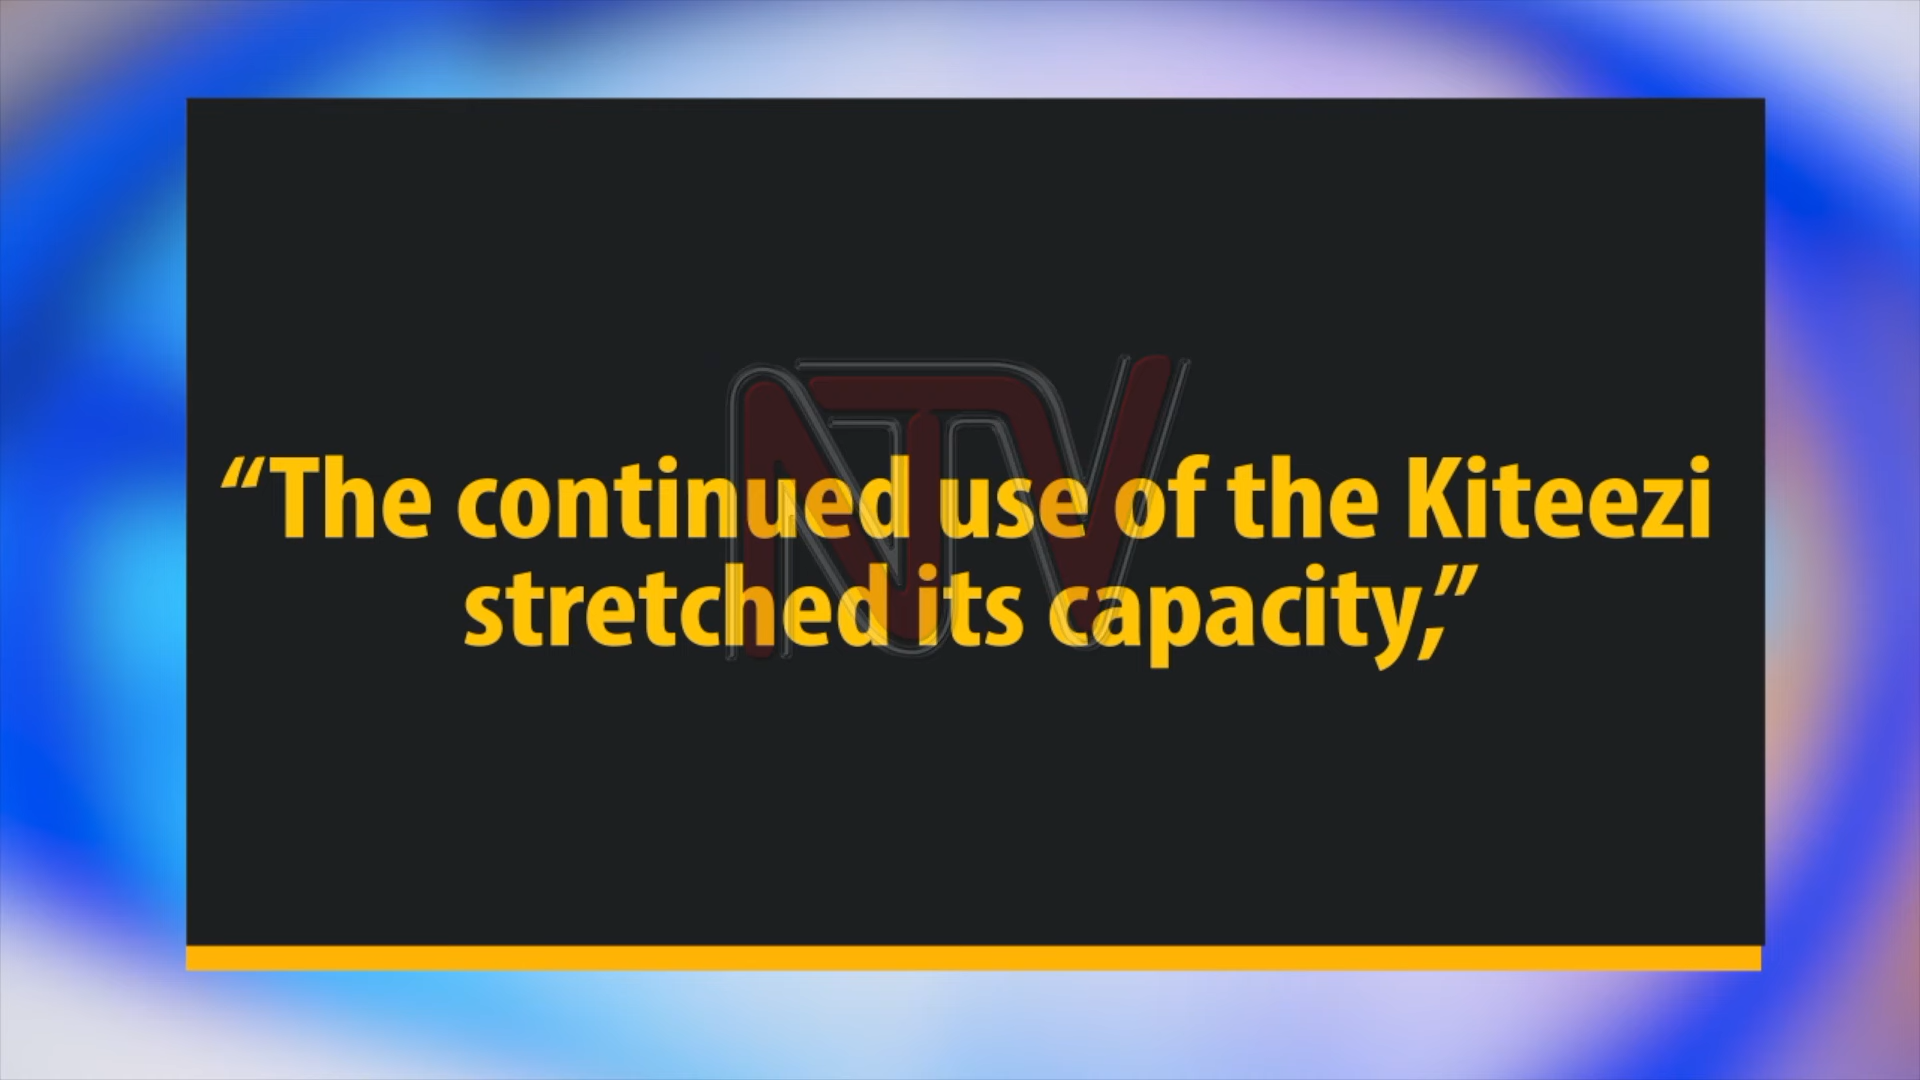 “The continued use of the Kiteezi
stretched its capacity,”
NTV